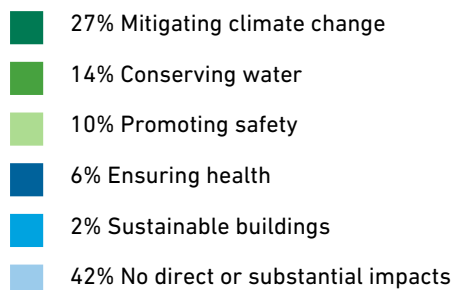 27% Mitigating climate change
14% Conserving water
10% Promoting safety
6% Ensuring health
2% Sustainable buildings
42% No direct or substantial impacts